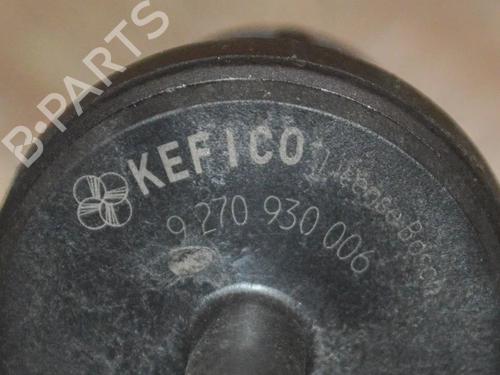 B-PARTS
KEFICO License Bosch
9 270 930 006